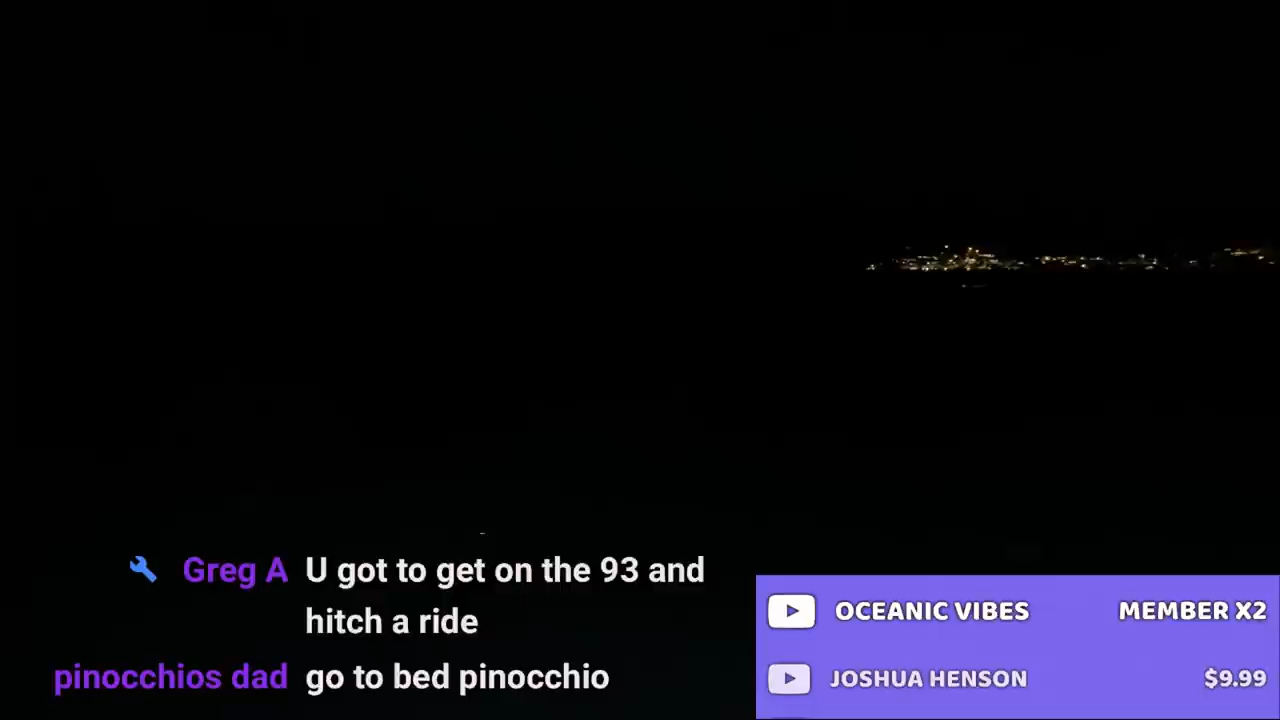 Greg A U got to get on the 93 and
hitch a ride
pinocchios dad go to bed pinocchio
OCEANIC VIBES MEMBER X2
JOSHUA HENSON $9.99